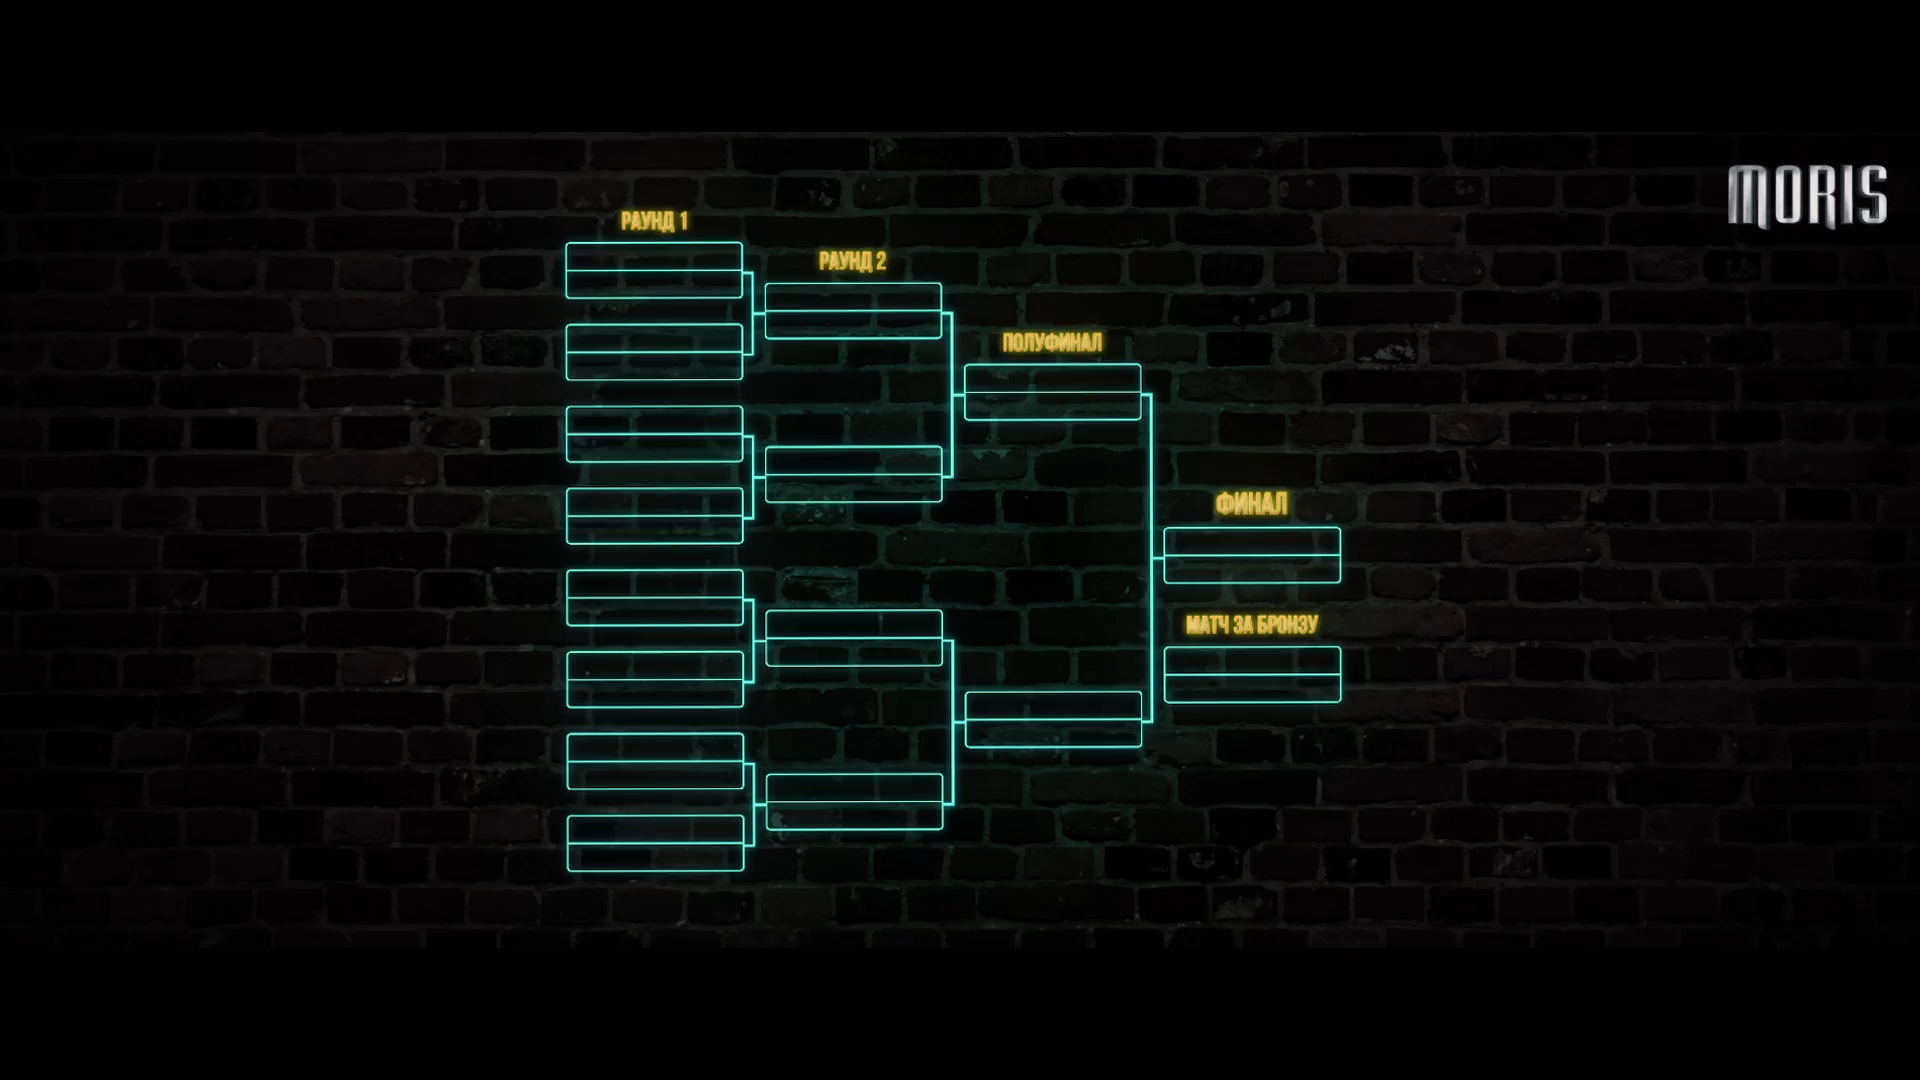 MORIS
РАУНД 1
РАУНД 2
ПОЛУФИНАЛ
ФИНАЛ
МАТЧ ЗА БРОНЗУ